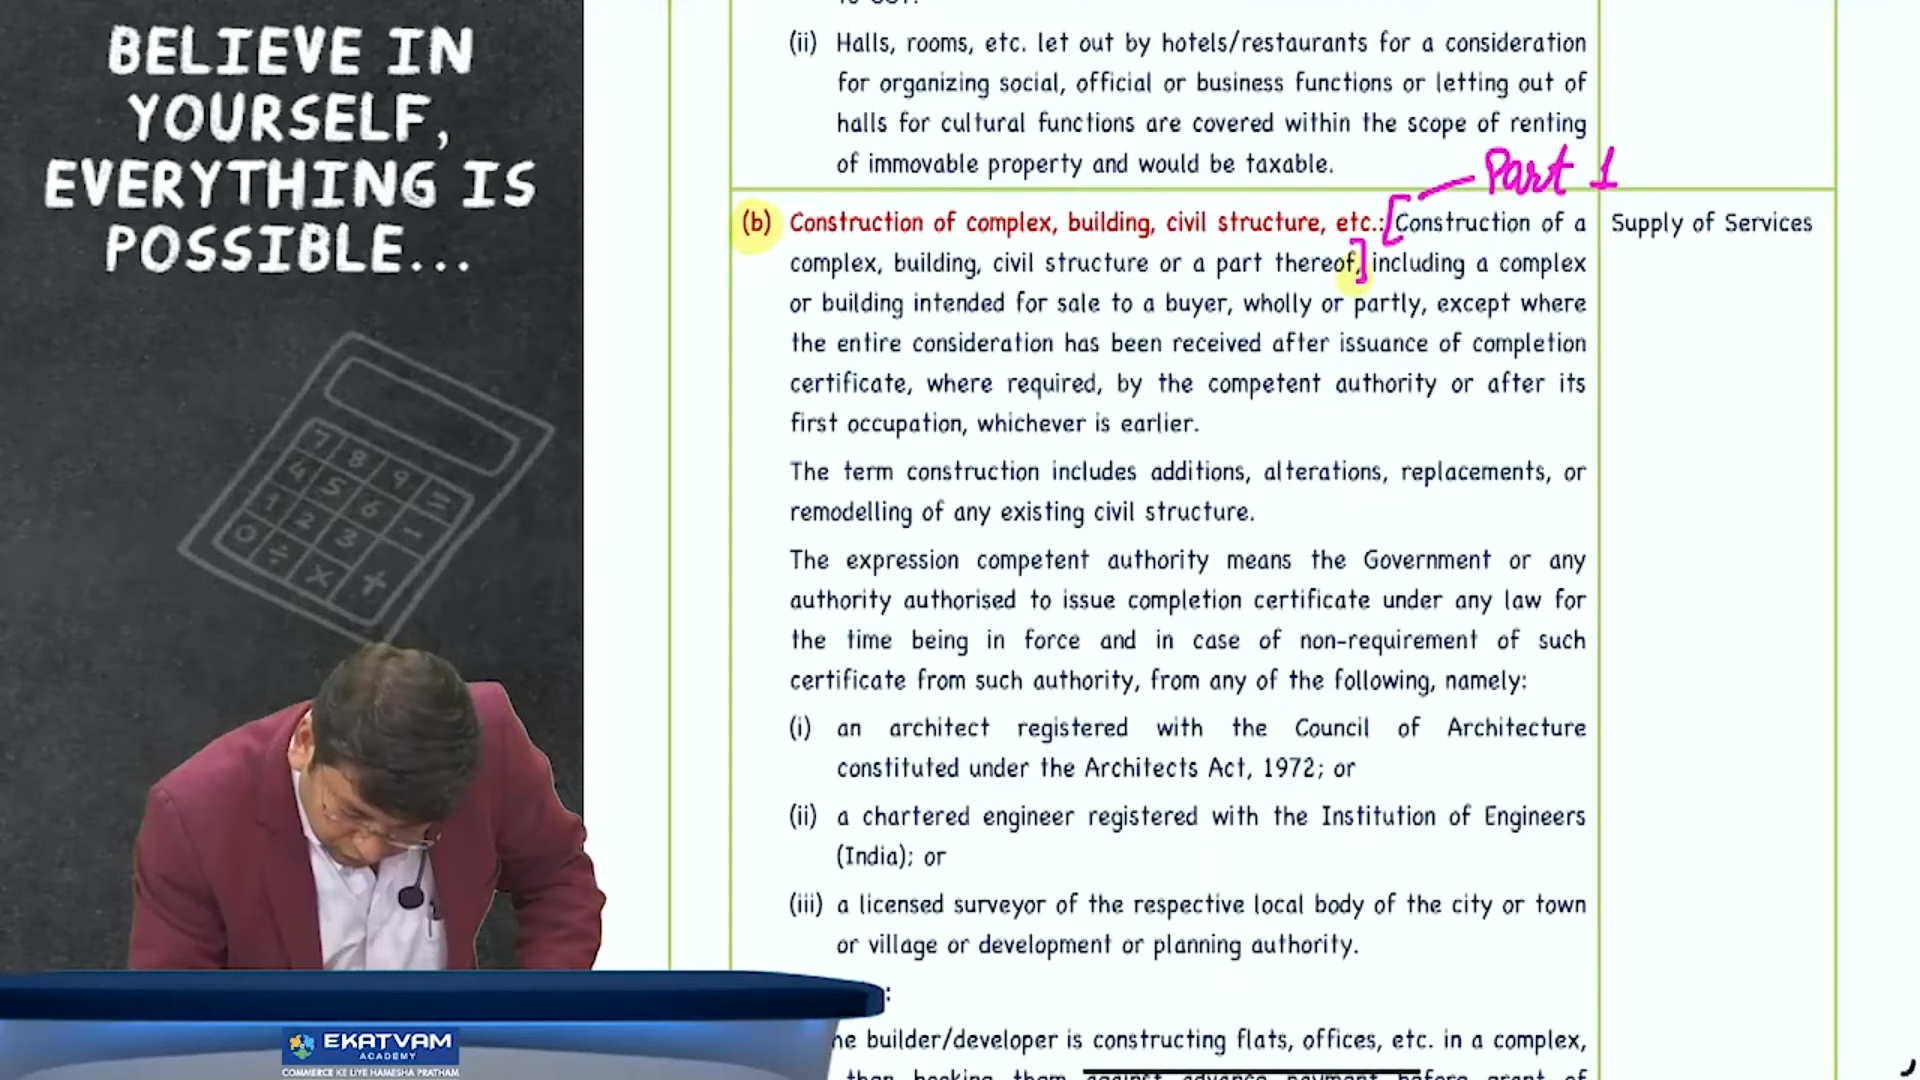 BELIEVE IN
YOURSELF,
EVERYTHING IS
POSSIBLE...
7 8 9 =
4 5 6 -
1 2 3 +
0 ÷ x
(ii) Halls, rooms, etc. let out by hotels/restaurants for a consideration
for organizing social, official or business functions or letting out of
halls for cultural functions are covered within the scope of renting
of immovable property and would be taxable.
Part 1
(b) Construction of complex, building, civil structure, etc.: [Construction of a
complex, building, civil structure or a part thereof,] including a complex
or building intended for sale to a buyer, wholly or partly, except where
the entire consideration has been received after issuance of completion
certificate, where required, by the competent authority or after its
first occupation, whichever is earlier.
The term construction includes additions, alterations, replacements, or
remodelling of any existing civil structure.
The expression competent authority means the Government or any
authority authorised to issue completion certificate under any law for
the time being in force and in case of non-requirement of such
certificate from such authority, from any of the following, namely:
(i) an architect registered with the Council of Architecture
constituted under the Architects Act, 1972; or
(ii) a chartered engineer registered with the Institution of Engineers
(India); or
(iii) a licensed surveyor of the respective local body of the city or town
or village or development or planning authority.
:
builder/developer is constructing flats, offices, etc. in a complex,
Supply of Services
EKATVAM
ACADEMY
COMMERCE KE LIYE HAMESHA PRATHAM